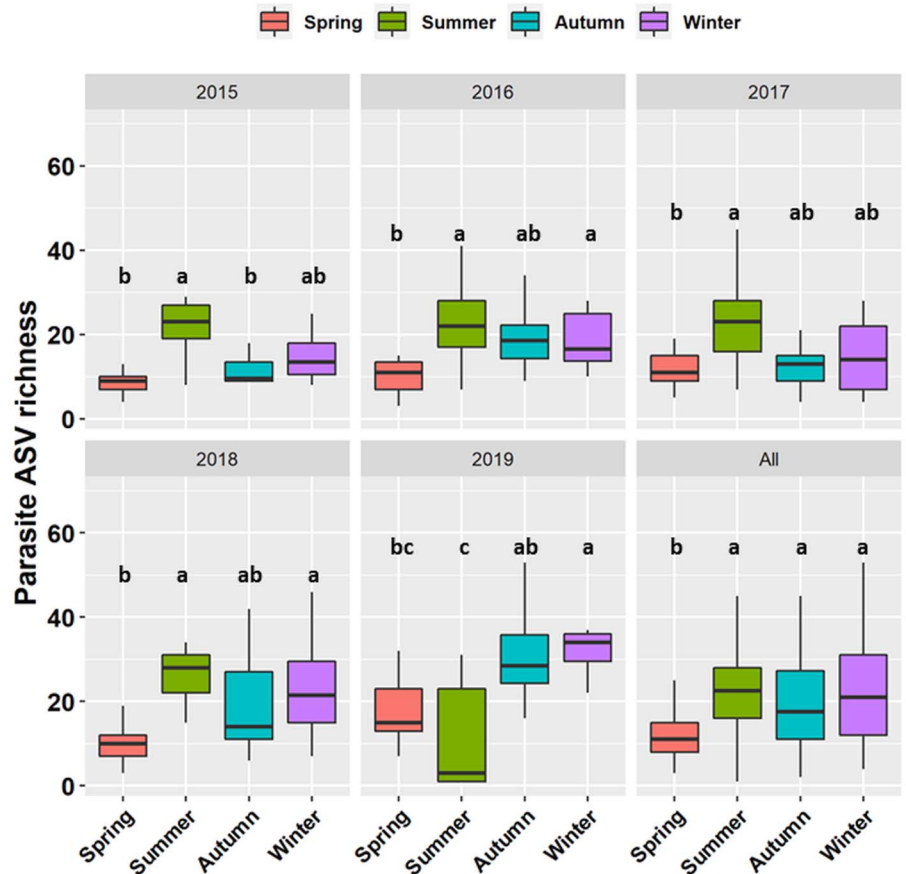 Spring Summer Autumn Winter
2015 2016 2017
60
40
20
0
b a b ab
b a ab a
b a ab ab
Parasite ASV richness
2018 2019 All
60
40
20
0
b a ab a
bc c ab a
b a a a
Spring Summer Autumn Winter
Spring Summer Autumn Winter
Spring Summer Autumn Winter